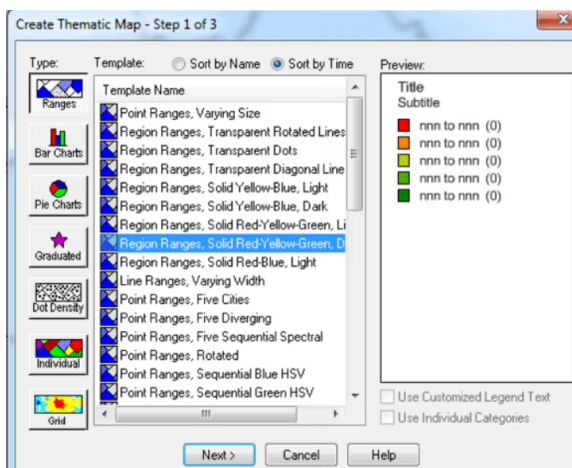 Create Thematic Map - Step 1 of 3
Type:
Template:
Sort by Name
Sort by Time
Preview:
Ranges
Bar Charts
Pie Charts
Graduated
Dot Density
Individual
Grid
Template Name
Point Ranges, Varying Size
Region Ranges, Transparent Rotated Lines
Region Ranges, Transparent Dots
Region Ranges, Transparent Diagonal Line
Region Ranges, Solid Yellow-Blue, Light
Region Ranges, Solid Yellow-Blue, Dark
Region Ranges, Solid Red-Yellow-Green, Li
Region Ranges, Solid Red-Yellow-Green, D
Region Ranges, Solid Red-Blue, Light
Line Ranges, Varying Width
Point Ranges, Five Cities
Point Ranges, Five Diverging
Point Ranges, Five Sequential Spectral
Point Ranges, Rotated
Point Ranges, Sequential Blue HSV
Point Ranges, Sequential Green HSV
Title
Subtitle
nnn to nnn (0)
nnn to nnn (0)
nnn to nnn (0)
nnn to nnn (0)
nnn to nnn (0)
Use Customized Legend Text
Use Individual Categories
Next >
Cancel
Help